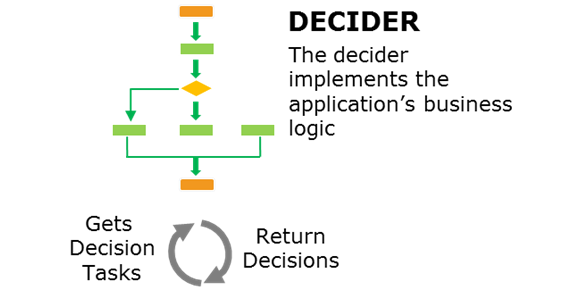 DECIDER
The decider
implements the
application’s business
logic
Gets
Decision
Tasks
Return
Decisions